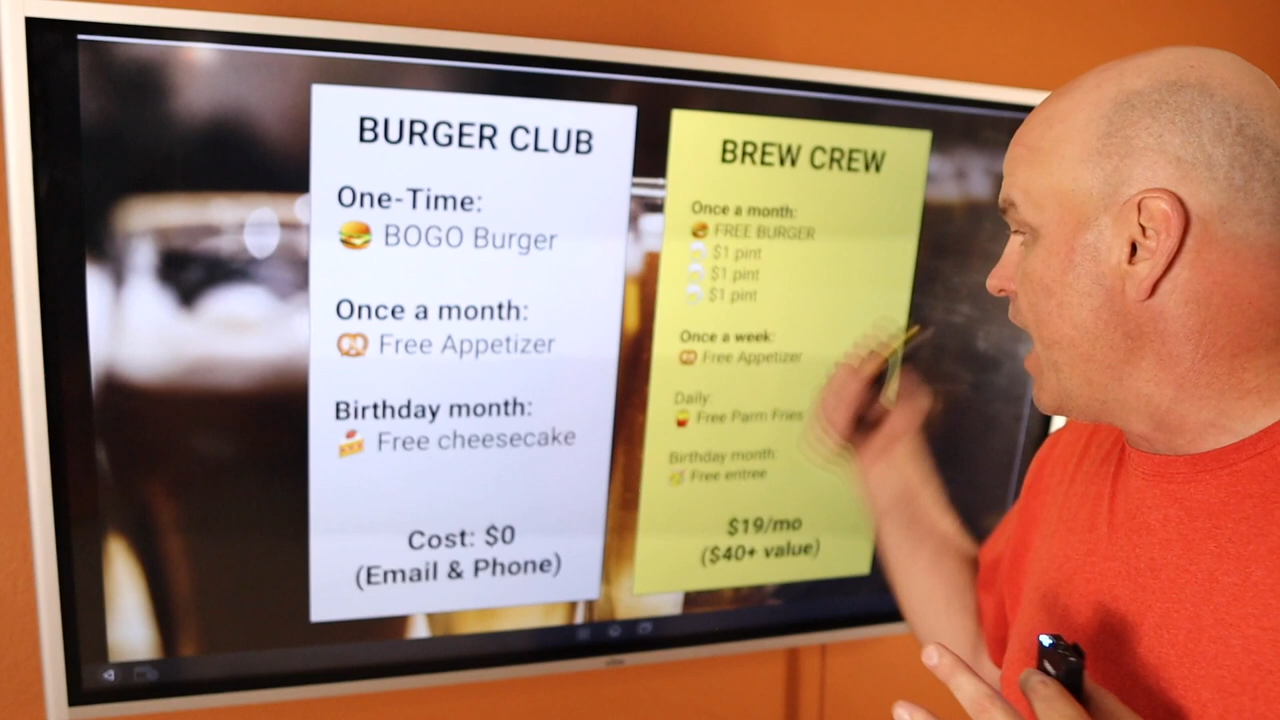 BURGER CLUB
One-Time:
BOGO Burger
Once a month:
Free Appetizer
Birthday month:
Free cheesecake
Cost: $0
(Email & Phone)
BREW CREW
Once a month:
FREE BURGER
$1 pint
$1 pint
$1 pint
Once a week:
Free Appetizer
Daily:
Free Parm Fries
Birthday month:
Free entree
$19/mo
($40+ value)